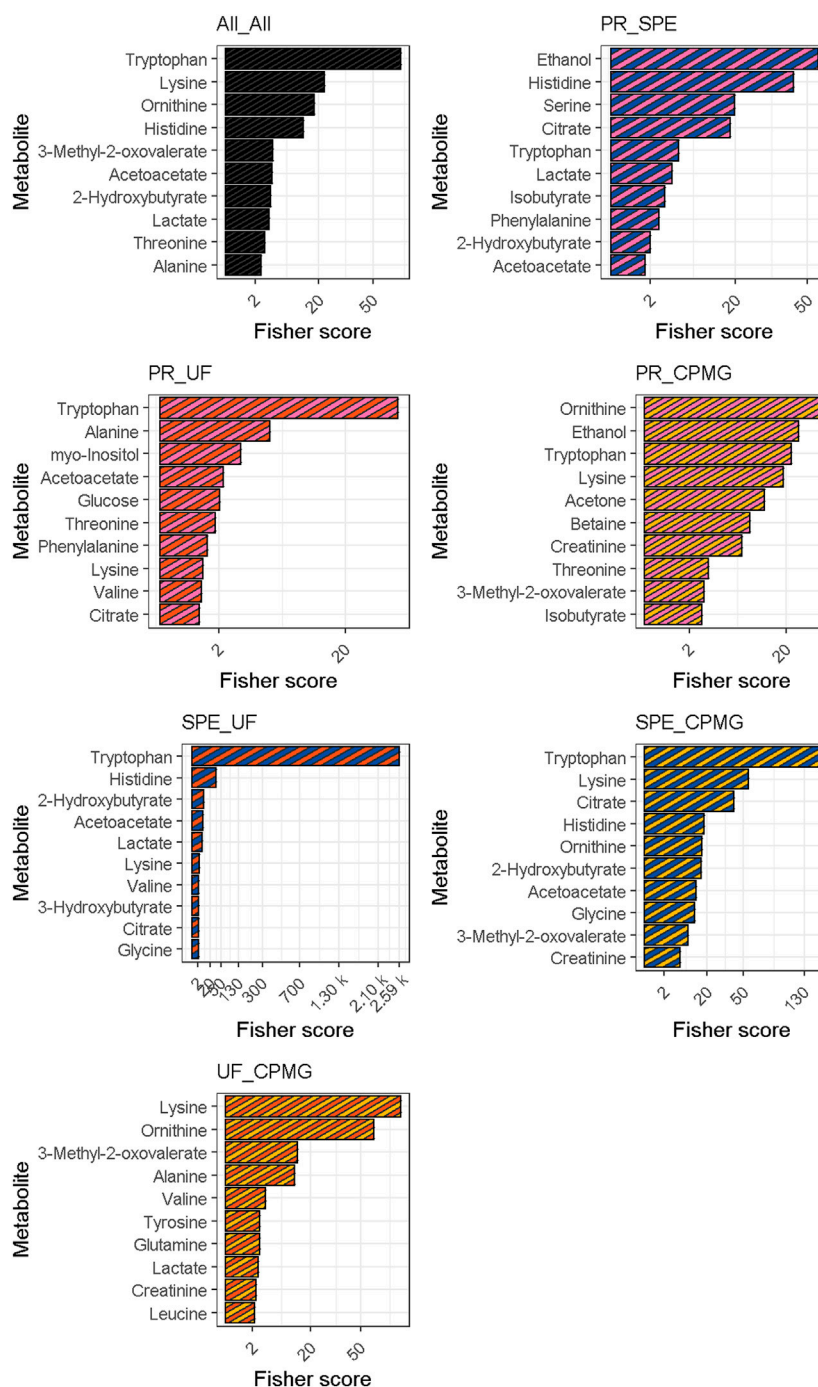 All_All
Metabolite
Tryptophan
Lysine
Ornithine
Histidine
3-Methyl-2-oxovalerate
Acetoacetate
2-Hydroxybutyrate
Lactate
Threonine
Alanine
2
20
50
Fisher score
PR_SPE
Metabolite
Ethanol
Histidine
Serine
Citrate
Tryptophan
Lactate
Isobutyrate
Phenylalanine
2-Hydroxybutyrate
Acetoacetate
2
20
50
Fisher score
PR_UF
Metabolite
Tryptophan
Alanine
myo-Inositol
Acetoacetate
Glucose
Threonine
Phenylalanine
Lysine
Valine
Citrate
2
20
Fisher score
PR_CPMG
Metabolite
Ornithine
Ethanol
Tryptophan
Lysine
Acetone
Betaine
Creatinine
Threonine
3-Methyl-2-oxovalerate
Isobutyrate
2
20
Fisher score
SPE_UF
Metabolite
Tryptophan
Histidine
2-Hydroxybutyrate
Acetoacetate
Lactate
Lysine
Valine
3-Hydroxybutyrate
Citrate
Glycine
2
20
50
130
300
700
1.30 k
2.10 k
2.59 k
Fisher score
SPE_CPMG
Metabolite
Tryptophan
Lysine
Citrate
Histidine
Ornithine
2-Hydroxybutyrate
Acetoacetate
Glycine
3-Methyl-2-oxovalerate
Creatinine
2
20
50
130
Fisher score
UF_CPMG
Metabolite
Lysine
Ornithine
3-Methyl-2-oxovalerate
Alanine
Valine
Tyrosine
Glutamine
Lactate
Creatinine
Leucine
2
20
50
Fisher score